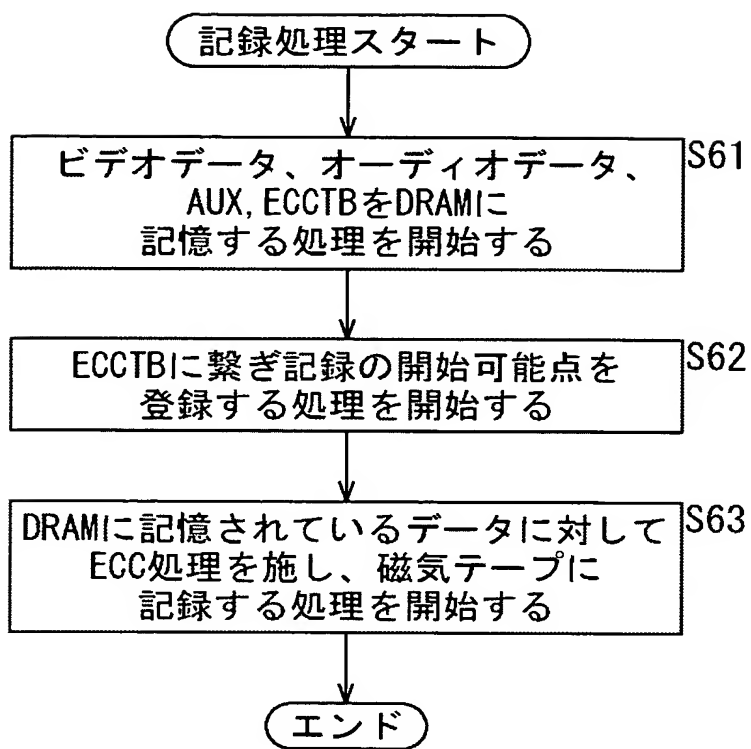 記録処理スタート
S61
ビデオデータ、オーディオデータ、
AUX,ECCTBをDRAMに
記憶する処理を開始する
S62
ECCTBに繋ぎ記録の開始可能点を
登録する処理を開始する
S63
DRAMに記憶されているデータに対して
ECC処理を施し、磁気テープに
記録する処理を開始する
エンド